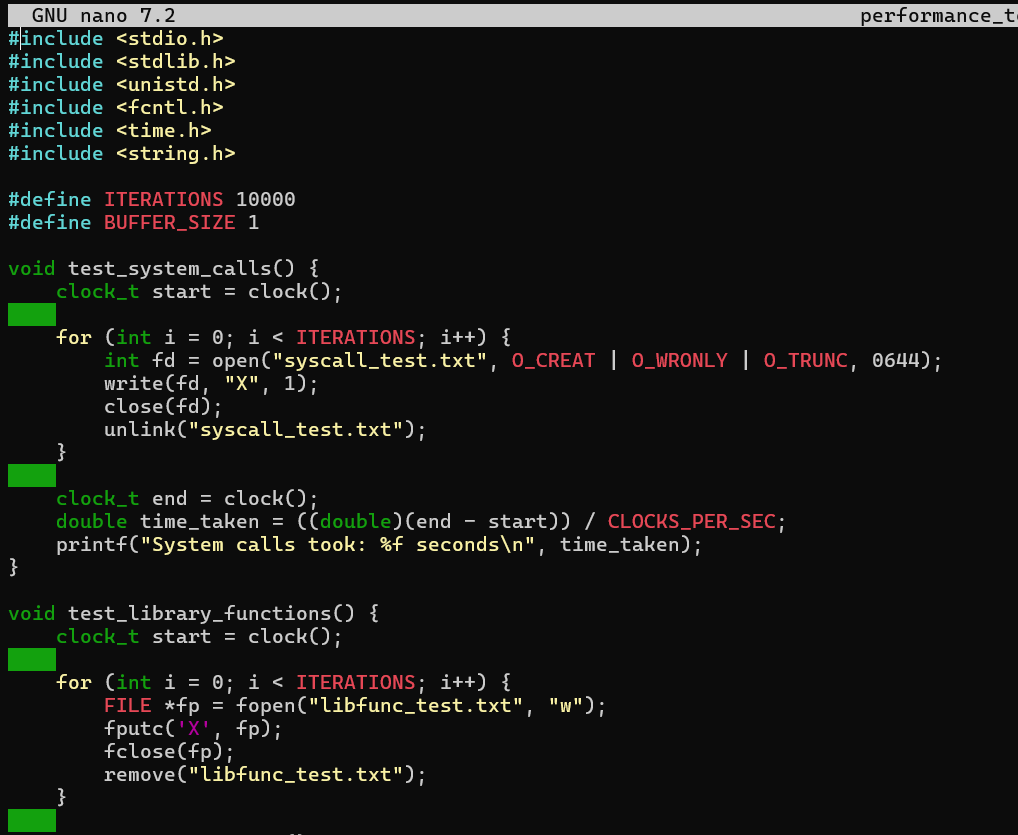 GNU nano 7.2 performance_t
#include <stdio.h>
#include <stdlib.h>
#include <unistd.h>
#include <fcntl.h>
#include <time.h>
#include <string.h>
#define ITERATIONS 10000
#define BUFFER_SIZE 1
void test_system_calls() {
    clock_t start = clock();
    for (int i = 0; i < ITERATIONS; i++) {
        int fd = open("syscall_test.txt", O_CREAT | O_WRONLY | O_TRUNC, 0644);
        write(fd, "X", 1);
        close(fd);
        unlink("syscall_test.txt");
    }
    clock_t end = clock();
    double time_taken = ((double)(end - start)) / CLOCKS_PER_SEC;
    printf("System calls took: %f seconds\n", time_taken);
}
void test_library_functions() {
    clock_t start = clock();
    for (int i = 0; i < ITERATIONS; i++) {
        FILE *fp = fopen("libfunc_test.txt", "w");
        fputc('X', fp);
        fclose(fp);
        remove("libfunc_test.txt");
    }